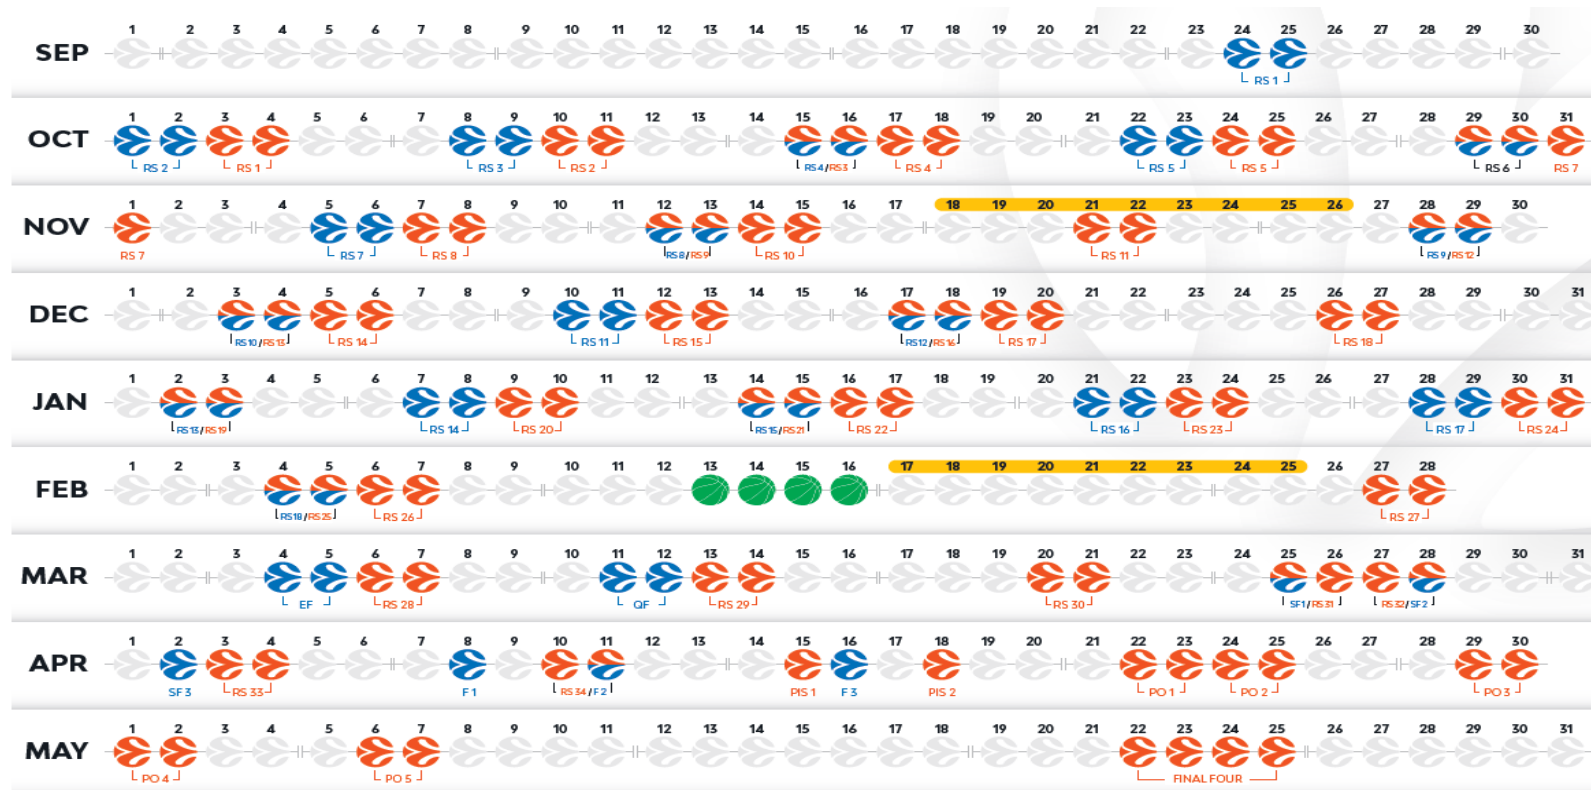 1 2 3 4 5 6 7 8 9 10 11 12 13 14 15 16 17 18 19 20 21 22 23 24 25 26 27 28 29 30
SEP
RS 1
1 2 3 4 5 6 7 8 9 10 11 12 13 14 15 16 17 18 19 20 21 22 23 24 25 26 27 28 29 30 31
OCT
RS 2 RS 1 RS 3 RS 2 RS4/RS3 RS 4 RS 5 RS 5 RS 6 RS 7
1 2 3 4 5 6 7 8 9 10 11 12 13 14 15 16 17 18 19 20 21 22 23 24 25 26 27 28 29 30
NOV
RS 7 RS 7 RS 8 RS8/RS9 RS 10 RS 11 RS9/RS12
1 2 3 4 5 6 7 8 9 10 11 12 13 14 15 16 17 18 19 20 21 22 23 24 25 26 27 28 29 30 31
DEC
RS10/RS13 RS 14 RS 11 RS 15 RS12/RS16 RS 17 RS 18
1 2 3 4 5 6 7 8 9 10 11 12 13 14 15 16 17 18 19 20 21 22 23 24 25 26 27 28 29 30 31
JAN
RS13/RS19 RS 14 RS 20 RS15/RS21 RS 22 RS 16 RS 23 RS 17 RS 24
1 2 3 4 5 6 7 8 9 10 11 12 13 14 15 16 17 18 19 20 21 22 23 24 25 26 27 28
FEB
RS18/RS25 RS 26 RS 27
1 2 3 4 5 6 7 8 9 10 11 12 13 14 15 16 17 18 19 20 21 22 23 24 25 26 27 28 29 30 31
MAR
EF RS 28 QF RS 29 RS 30 SF1/RS31 RS32/SF2
1 2 3 4 5 6 7 8 9 10 11 12 13 14 15 16 17 18 19 20 21 22 23 24 25 26 27 28 29 30
APR
SF 3 RS 33 F 1 RS 34/F 2 PIS 1 F 3 PIS 2 PO 1 PO 2 PO 3
1 2 3 4 5 6 7 8 9 10 11 12 13 14 15 16 17 18 19 20 21 22 23 24 25 26 27 28 29 30 31
MAY
PO 4 PO 5 FINAL FOUR